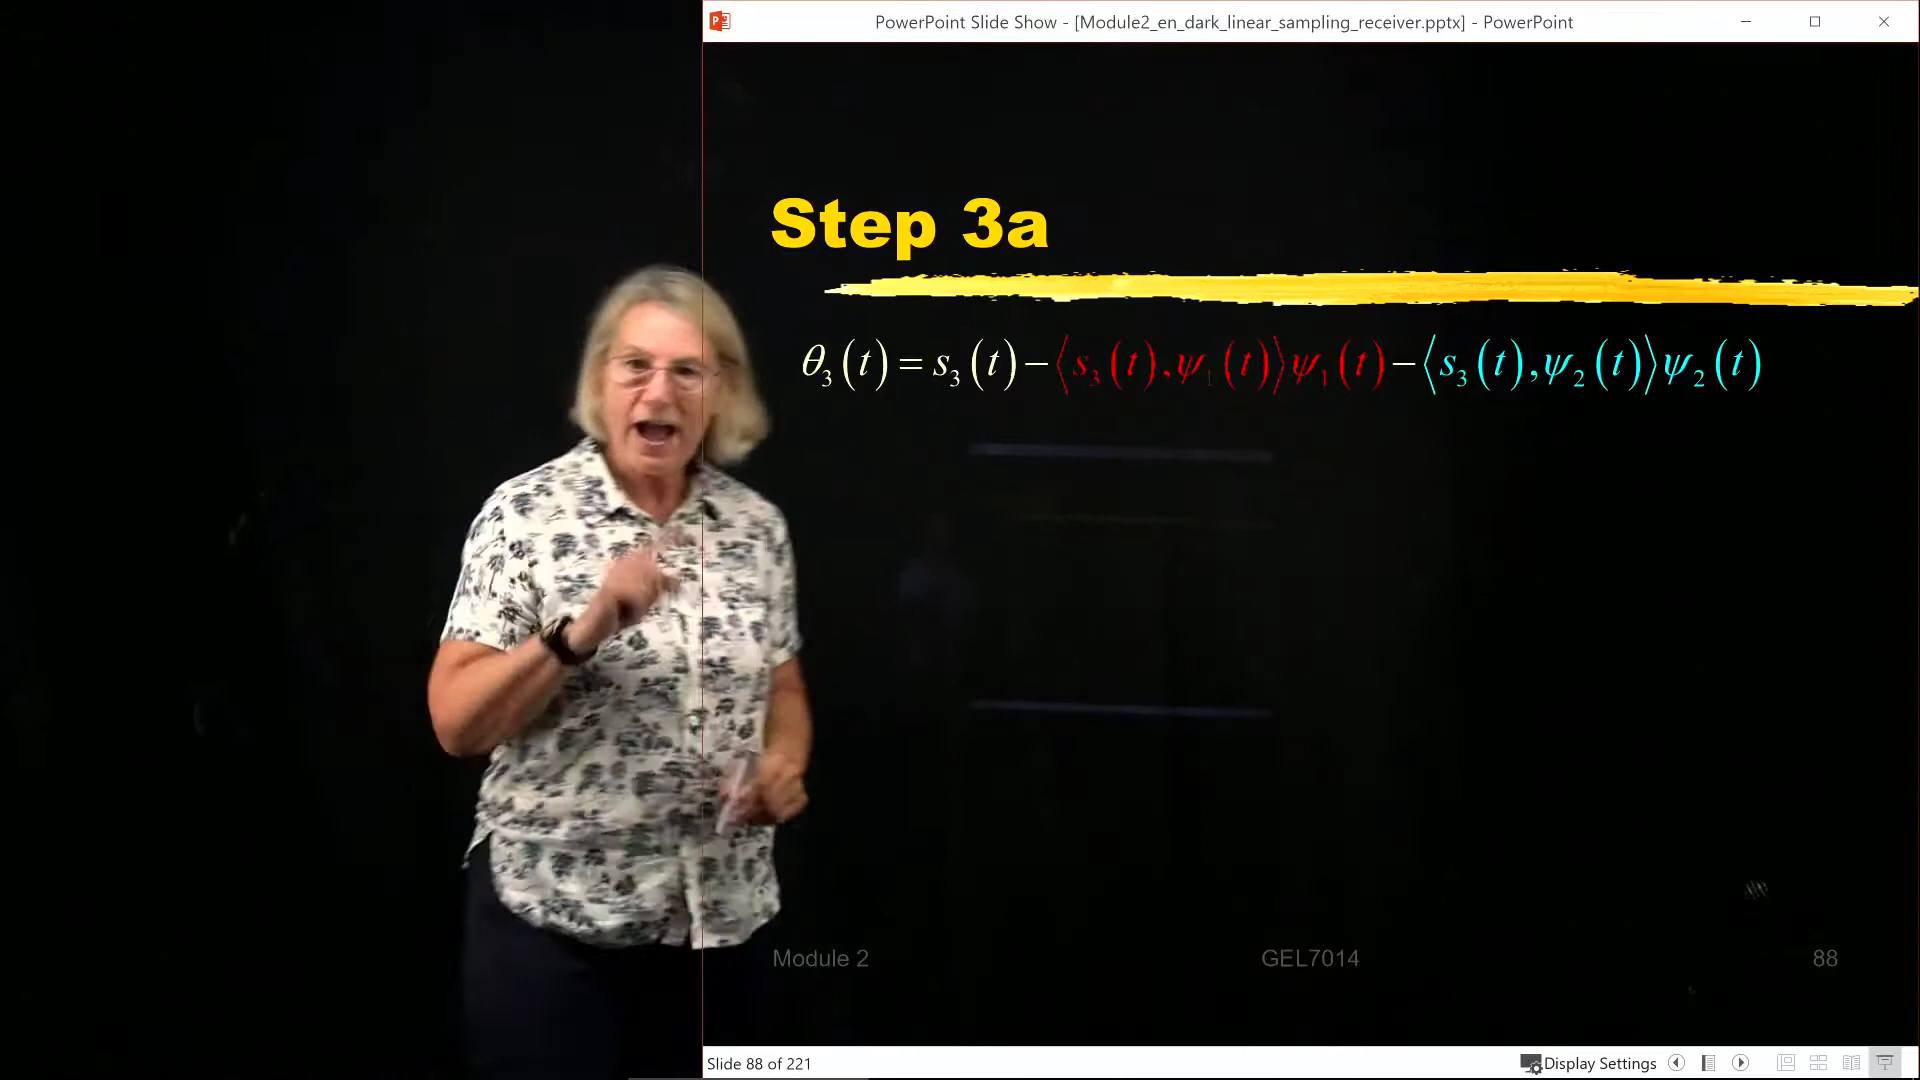 PowerPoint Slide Show - [Module2_en_dark_linear_sampling_receiver.pptx] - PowerPoint
Step 3a
θ₃(t) = s₃(t) − ⟨s₃(t), ψ₁(t)⟩ψ₁(t) − ⟨s₃(t), ψ₂(t)⟩ψ₂(t)
Module 2 GEL7014 88
Slide 88 of 221 Display Settings